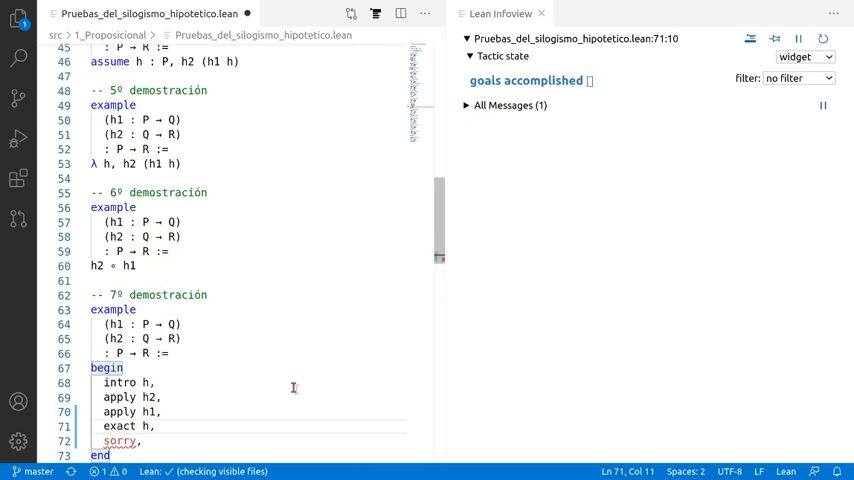 Pruebas_del_silogismo_hipotetico.lean
src > 1_Proposicional > Pruebas_del_silogismo_hipotetico.lean
45 : P → R :=
46 assume h : P, h2 (h1 h)
47
48 -- 5º demostración
49 example
50 (h1 : P → Q)
51 (h2 : Q → R)
52 : P → R :=
53 λ h, h2 (h1 h)
54
55 -- 6º demostración
56 example
57 (h1 : P → Q)
58 (h2 : Q → R)
59 : P → R :=
60 h2 ∘ h1
61
62 -- 7º demostración
63 example
64 (h1 : P → Q)
65 (h2 : Q → R)
66 : P → R :=
67 begin
68 intro h,
69 apply h2,
70 apply h1,
71 exact h,
72 sorry,
73 end
Lean Infoview
Pruebas_del_silogismo_hipotetico.lean:71:10
Tactic state
widget
goals accomplished
filter: no filter
All Messages (1)
master 1 0 Lean: ✓ (checking visible files) Ln 71, Col 11 Spaces: 2 UTF-8 LF Lean